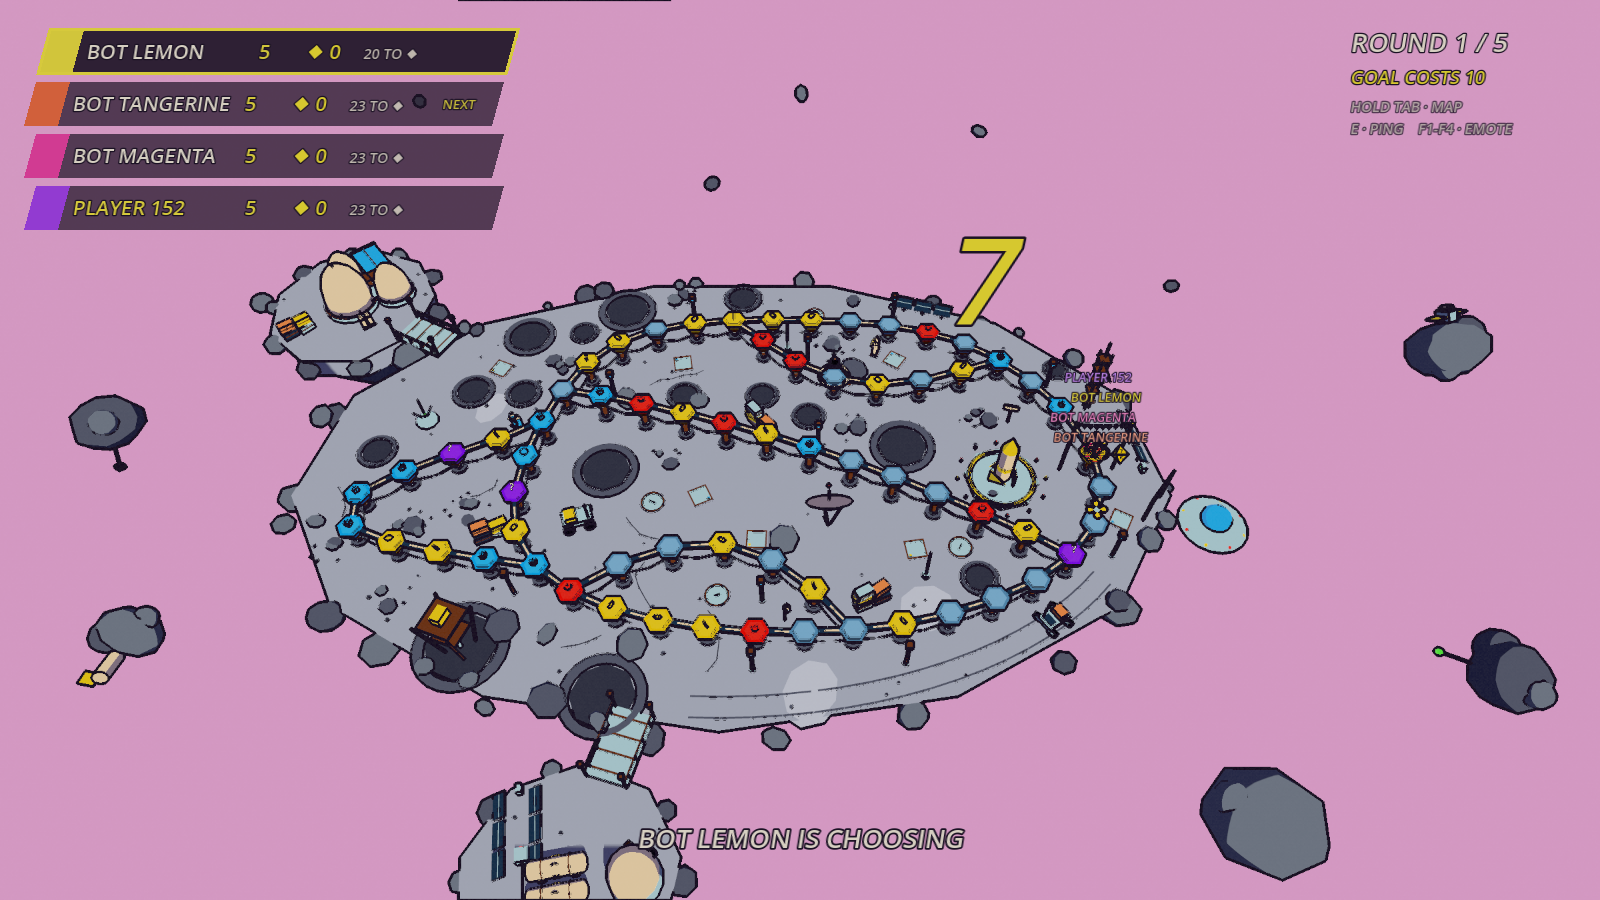 BOT LEMON 5 ◆ 0 20 TO ◆
BOT TANGERINE 5 ◆ 0 23 TO ◆ NEXT
BOT MAGENTA 5 ◆ 0 23 TO ◆
PLAYER 152 5 ◆ 0 23 TO ◆
ROUND 1 / 5
GOAL COSTS 10
HOLD TAB · MAP
E · PING F1-F4 · EMOTE
7
PLAYER 152
BOT LEMON
BOT MAGENTA
BOT TANGERINE
BOT LEMON IS CHOOSING